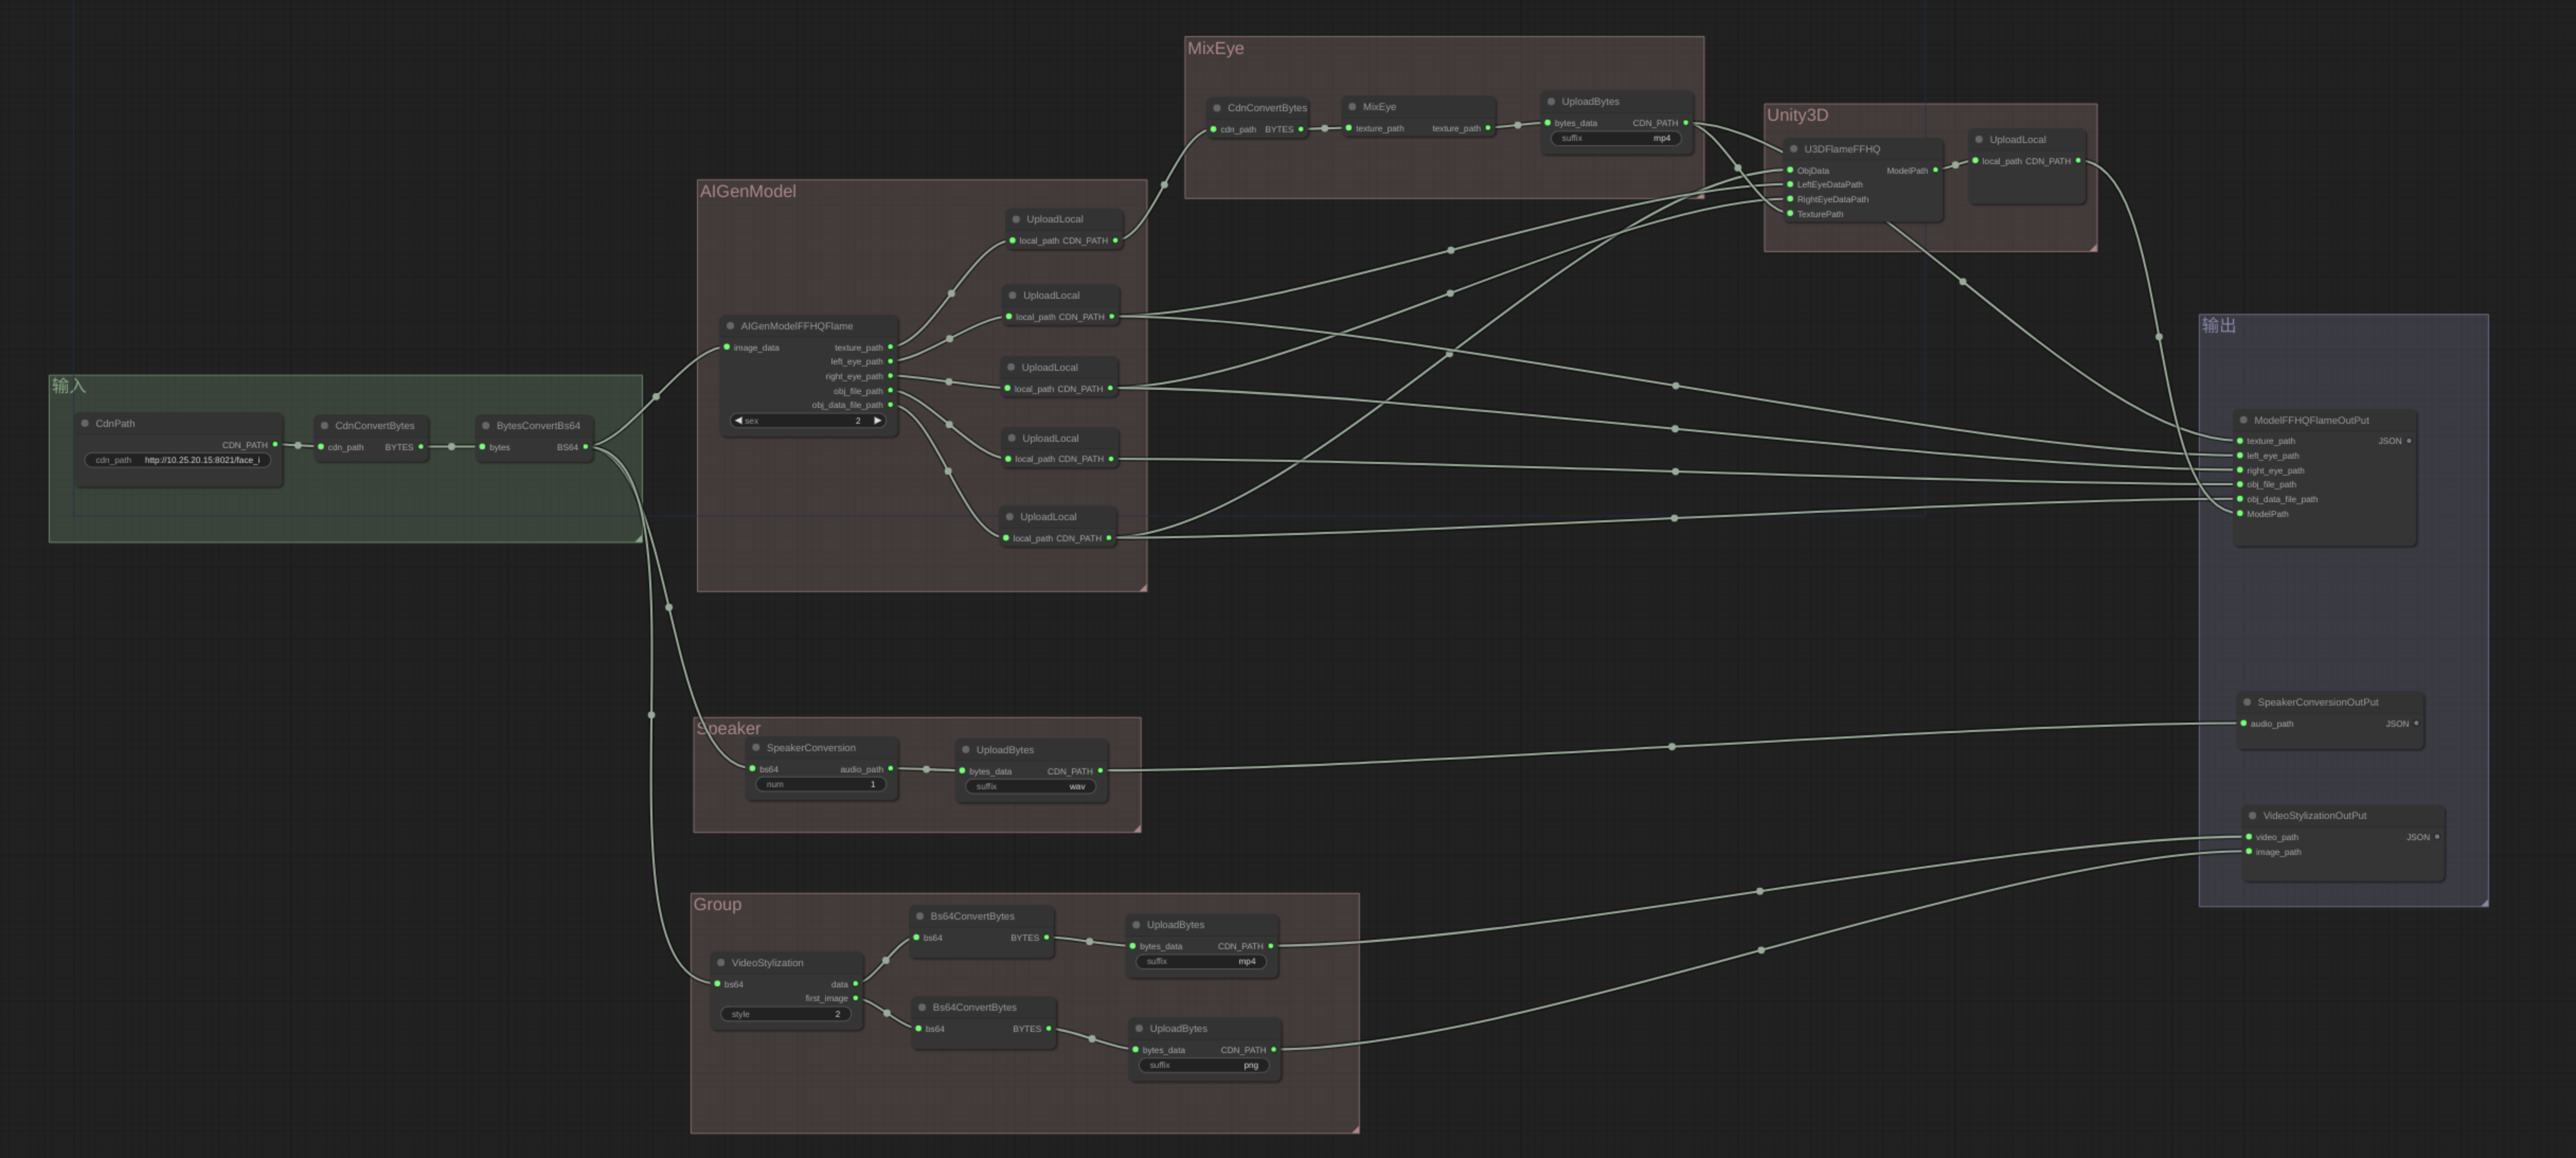 MixEye
CdnConvertBytes
cdn_path BYTES
MixEye
texture_path texture_path
UploadBytes
bytes_data CDN_PATH
suffix mp4
Unity3D
U3DFlameFFHQ
ObjData ModelPath
LeftEyeDataPath
RightEyeDataPath
TexturePath
UploadLocal
local_path CDN_PATH
AIGenModel
AIGenModelFFHQFlame
image_data texture_path
left_eye_path
right_eye_path
obj_file_path
obj_data_file_path
sex 2
UploadLocal
local_path CDN_PATH
UploadLocal
local_path CDN_PATH
UploadLocal
local_path CDN_PATH
UploadLocal
local_path CDN_PATH
UploadLocal
local_path CDN_PATH
输入
CdnPath
CDN_PATH
cdn_path http://10.25.20.15:8021/face_i
CdnConvertBytes
cdn_path BYTES
BytesConvertBs64
bytes BS64
输出
ModelFFHQFlameOutPut
texture_path JSON
left_eye_path
right_eye_path
obj_file_path
obj_data_file_path
ModelPath
SpeakerConversionOutPut
audio_path JSON
VideoStylizationOutPut
video_path JSON
image_path
Speaker
SpeakerConversion
bs64 audio_path
num 1
UploadBytes
bytes_data CDN_PATH
suffix wav
Group
VideoStylization
bs64 data
first_image
style 2
Bs64ConvertBytes
bs64 BYTES
UploadBytes
bytes_data CDN_PATH
suffix mp4
Bs64ConvertBytes
bs64 BYTES
UploadBytes
bytes_data CDN_PATH
suffix png